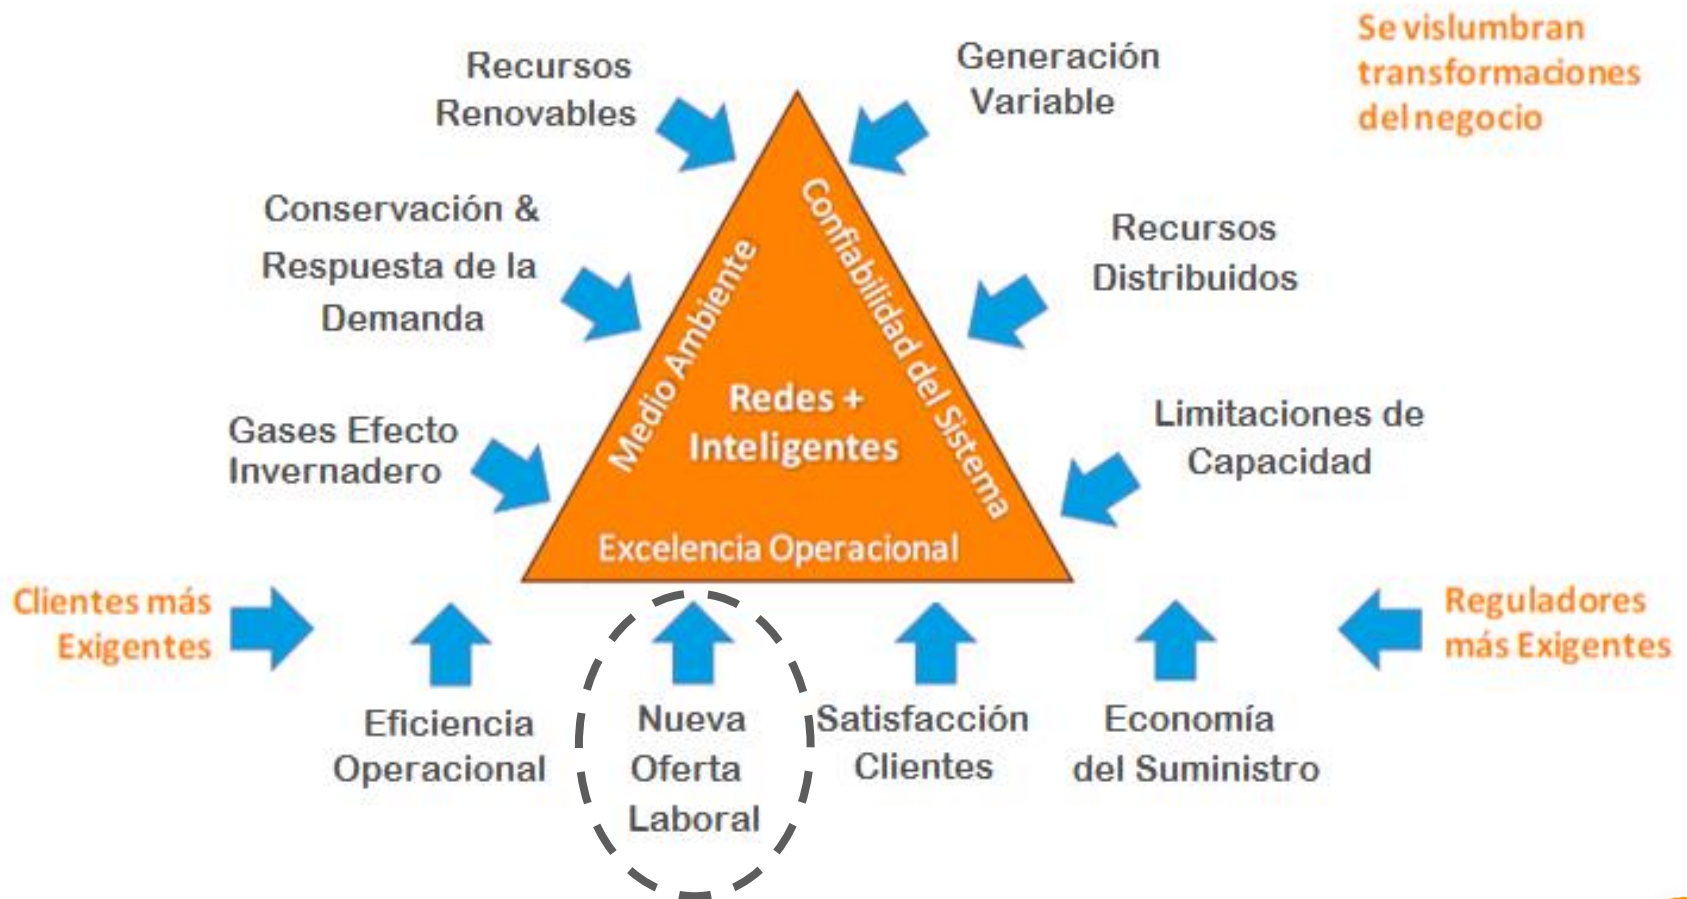 Se vislumbran
transformaciones
del negocio
Recursos
Renovables
Generación
Variable
Conservación &
Respuesta de la
Demanda
Recursos
Distribuidos
Gases Efecto
Invernadero
Limitaciones de
Capacidad
Medio Ambiente
Confiabilidad del Sistema
Redes +
Inteligentes
Excelencia Operacional
Clientes más
Exigentes
Reguladores
más Exigentes
Eficiencia
Operacional
Nueva
Oferta
Laboral
Satisfacción
Clientes
Economía
del Suministro